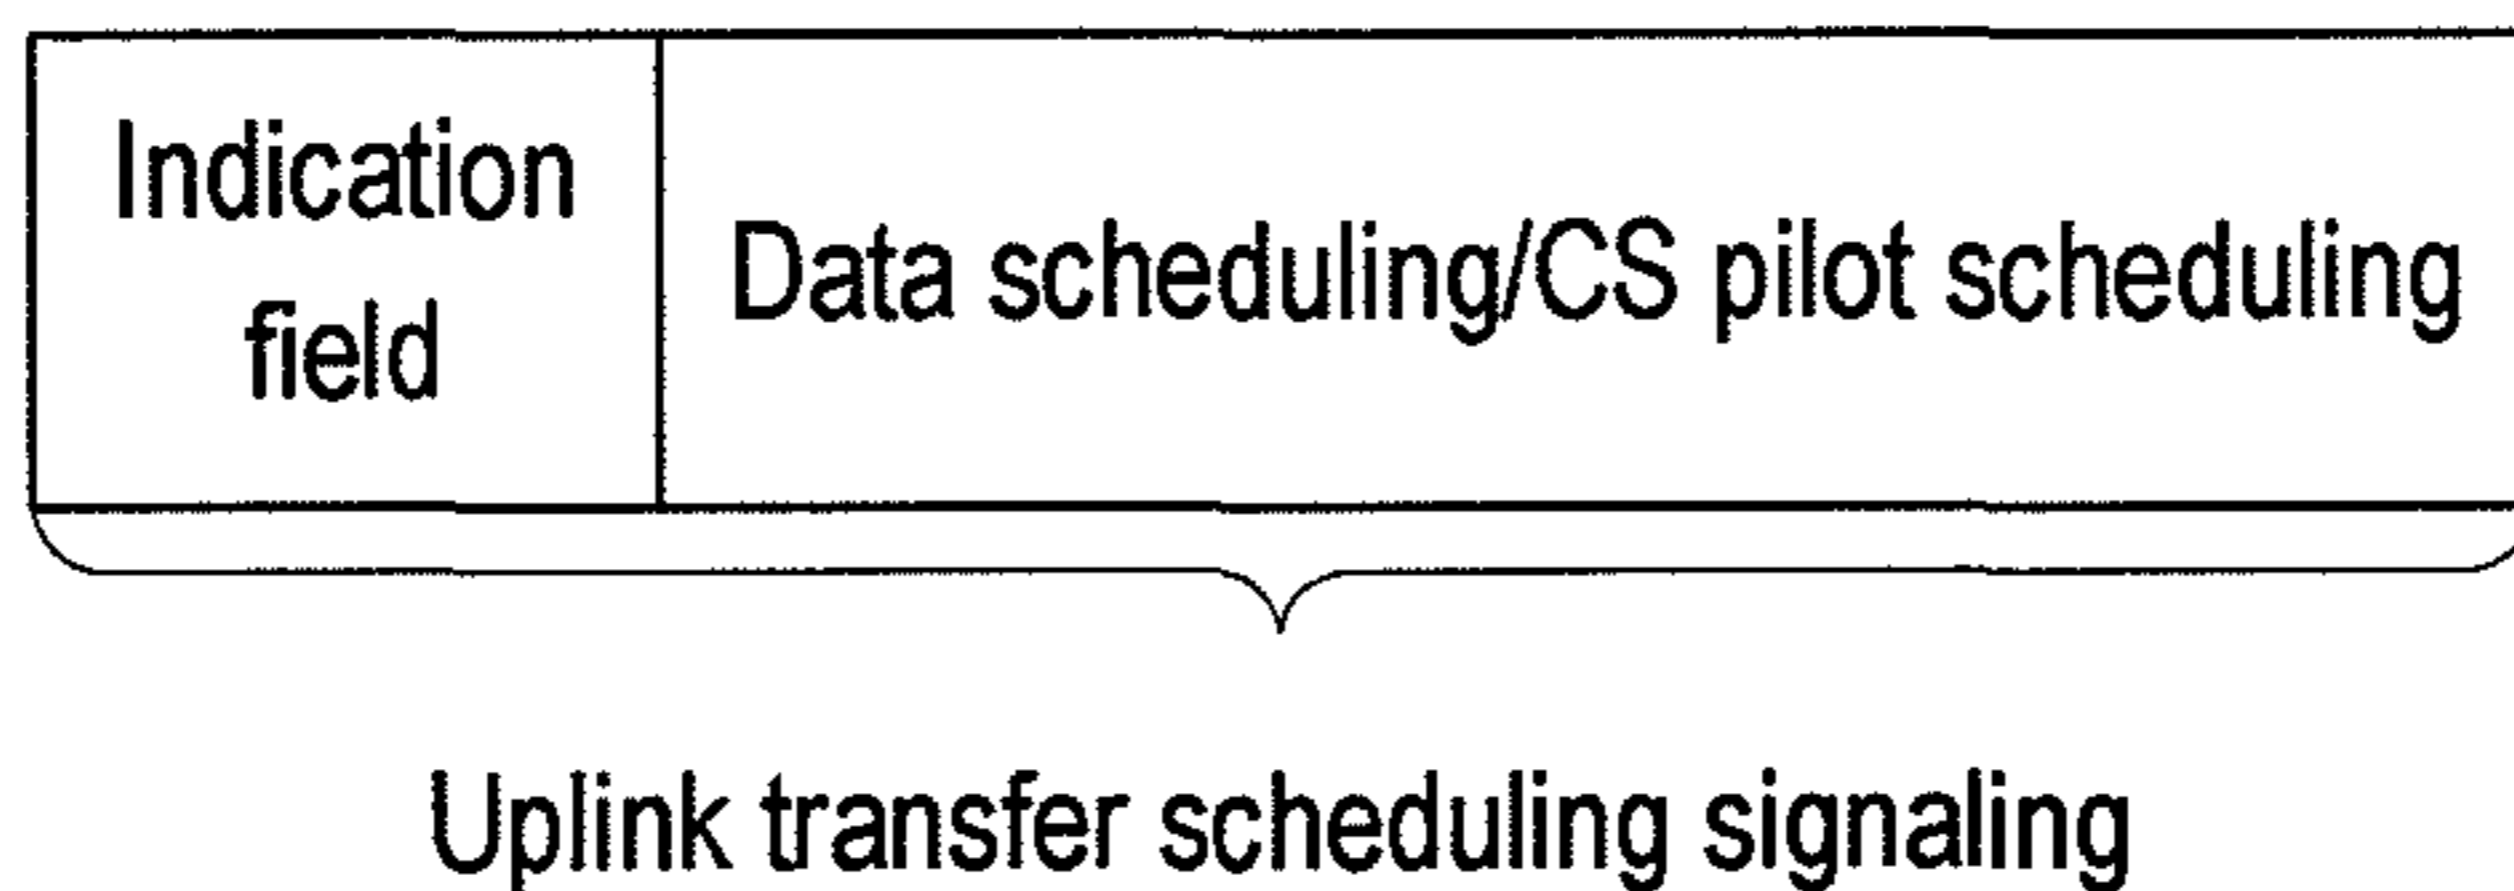 Indication
field
Data scheduling/CS pilot scheduling
Uplink transfer scheduling signaling